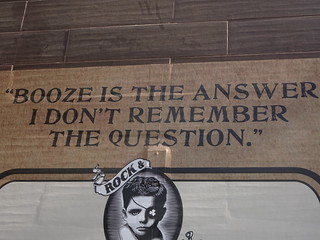 "BOOZE IS THE ANSWER
I DON'T REMEMBER
THE QUESTION."
ROCK &